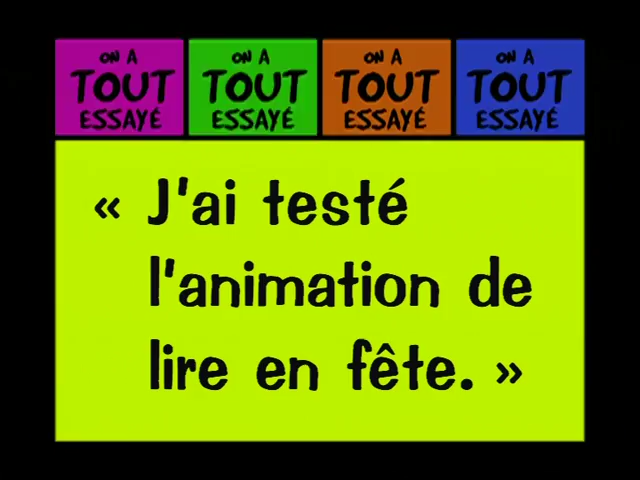 ON A TOUT ESSAYÉ ON A TOUT ESSAYÉ ON A TOUT ESSAYÉ ON A TOUT ESSAYÉ
« J'ai testé
l'animation de
lire en fête. »